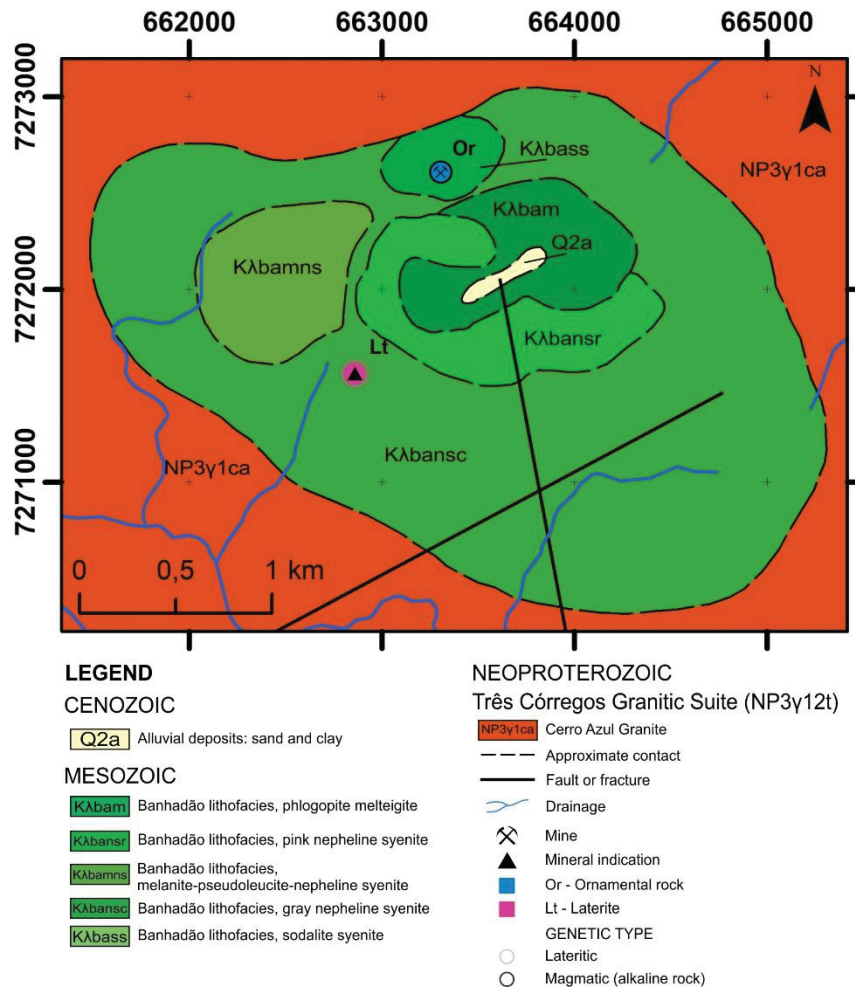 662000 663000 664000 665000
N
7273000
Or
Kλbass
NP3γ1ca
Kλbam
Q2a
Kλbamns
7272000
Kλbansr
Lt
Kλbansc
NP3γ1ca
7271000
0 0,5 1 km
LEGEND
CENOZOIC
Q2a Alluvial deposits: sand and clay
MESOZOIC
Kλbam Banhadão lithofacies, phlogopite melteigite
Kλbansr Banhadão lithofacies, pink nepheline syenite
Kλbamns Banhadão lithofacies,
melanite-pseudoleucite-nepheline syenite
Kλbansc Banhadão lithofacies, gray nepheline syenite
Kλbass Banhadão lithofacies, sodalite syenite
NEOPROTEROZOIC
Três Córregos Granitic Suite (NP3γ12t)
NP3γ1ca Cerro Azul Granite
Approximate contact
Fault or fracture
Drainage
Mine
Mineral indication
Or - Ornamental rock
Lt - Laterite
GENETIC TYPE
Lateritic
Magmatic (alkaline rock)